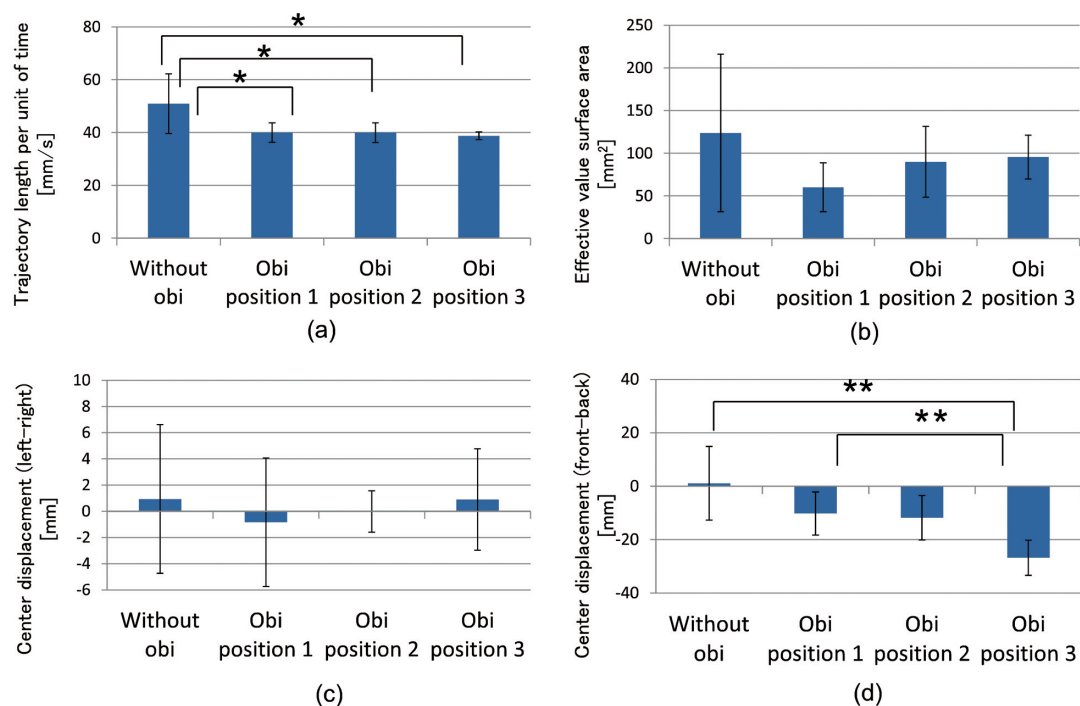 Trajectory length per unit of time
[mm/s]
80
60
40
20
0
*
*
*
Without
obi
Obi
position 1
Obi
position 2
Obi
position 3
(a)
Effective value surface area
[mm²]
250
200
150
100
50
0
Without
obi
Obi
position 1
Obi
position 2
Obi
position 3
(b)
Center displacement (left-right)
[mm]
10
8
6
4
2
0
-2
-4
-6
Without
obi
Obi
position 1
Obi
position 2
Obi
position 3
(c)
Center displacement (front-back)
[mm]
40
20
0
-20
-40
**
**
Without
obi
Obi
position 1
Obi
position 2
Obi
position 3
(d)